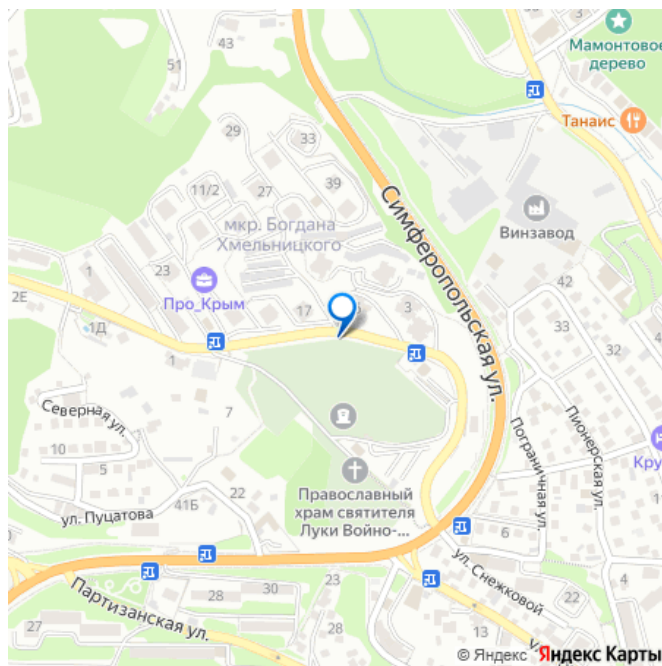 43
51
Мамонтовое
дерево
Танаис
29
33
39
11/2
27
мкр. Богдана
Хмельницкого
Симферопольская ул.
Винзавод
1
23
Про_Крым
17
3
42
33
32
2Е
1Д
1
7
Северная ул.
10
5
41Б
22
ул. Пуцатова
Православный
храм святителя
Луки Войно-...
Пограничная ул.
Пионерская ул.
Кру
6
4
ул. Снежковой
22
23
28
30
28
27
Партизанская ул.
13
у
© Яндекс Яндекс Карты